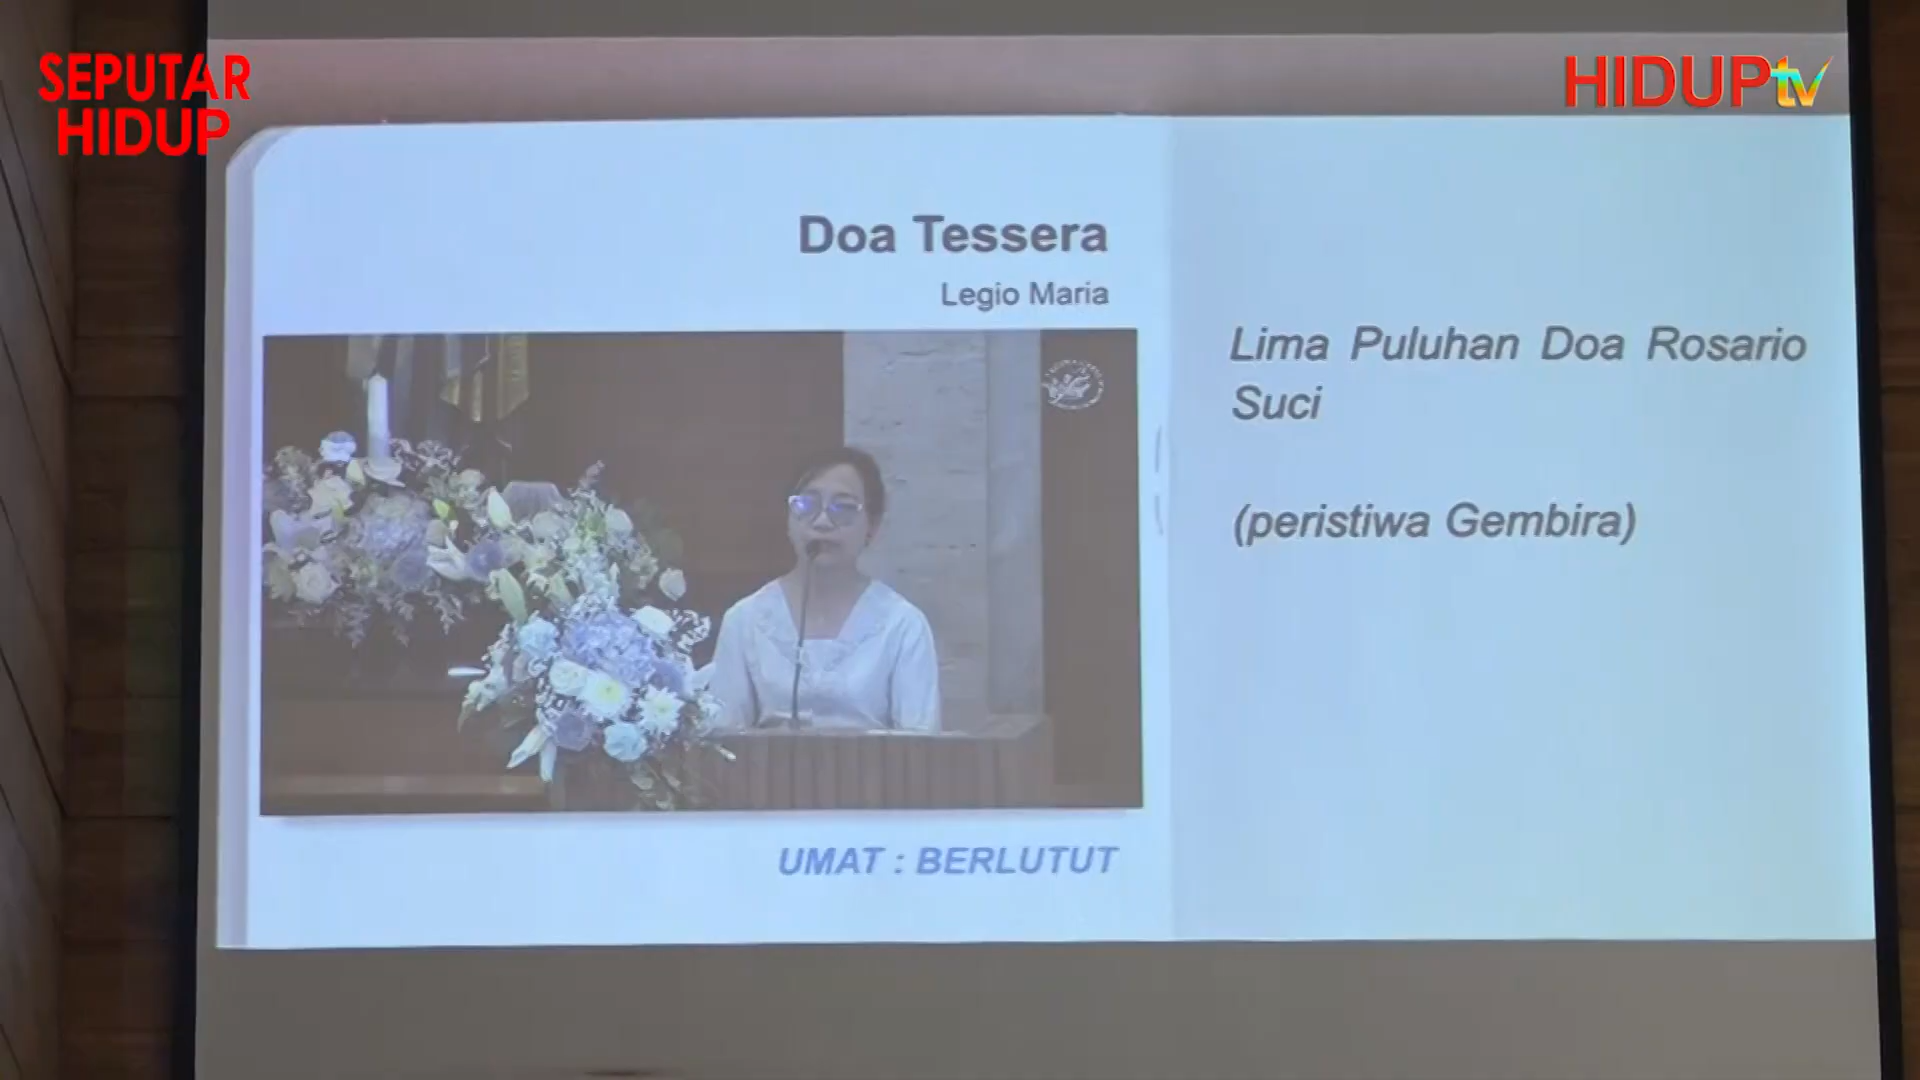 SEPUTAR
HIDUP
HIDUPtv
Doa Tessera
Legio Maria
UMAT : BERLUTUT
Lima Puluhan Doa Rosario
Suci
(peristiwa Gembira)